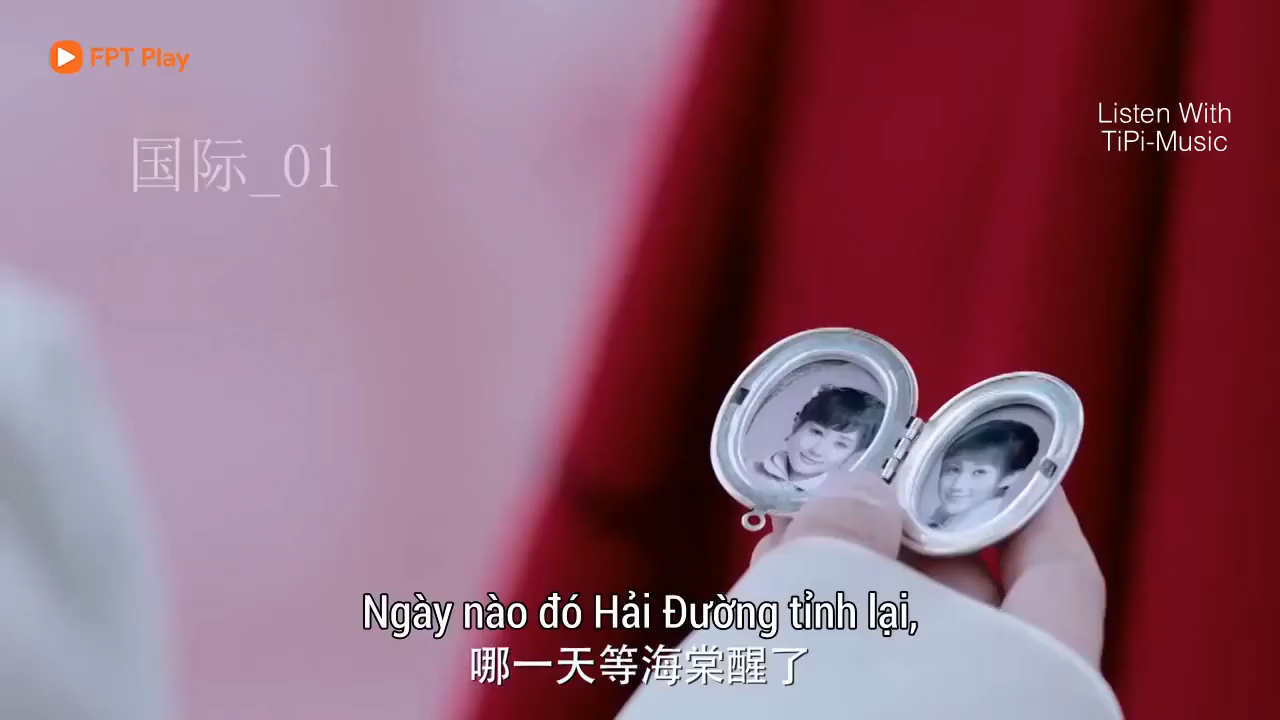 FPT Play
Listen With
TiPi-Music
国际_01
Ngày nào đó Hải Đường tỉnh lại,
哪一天等海棠醒了